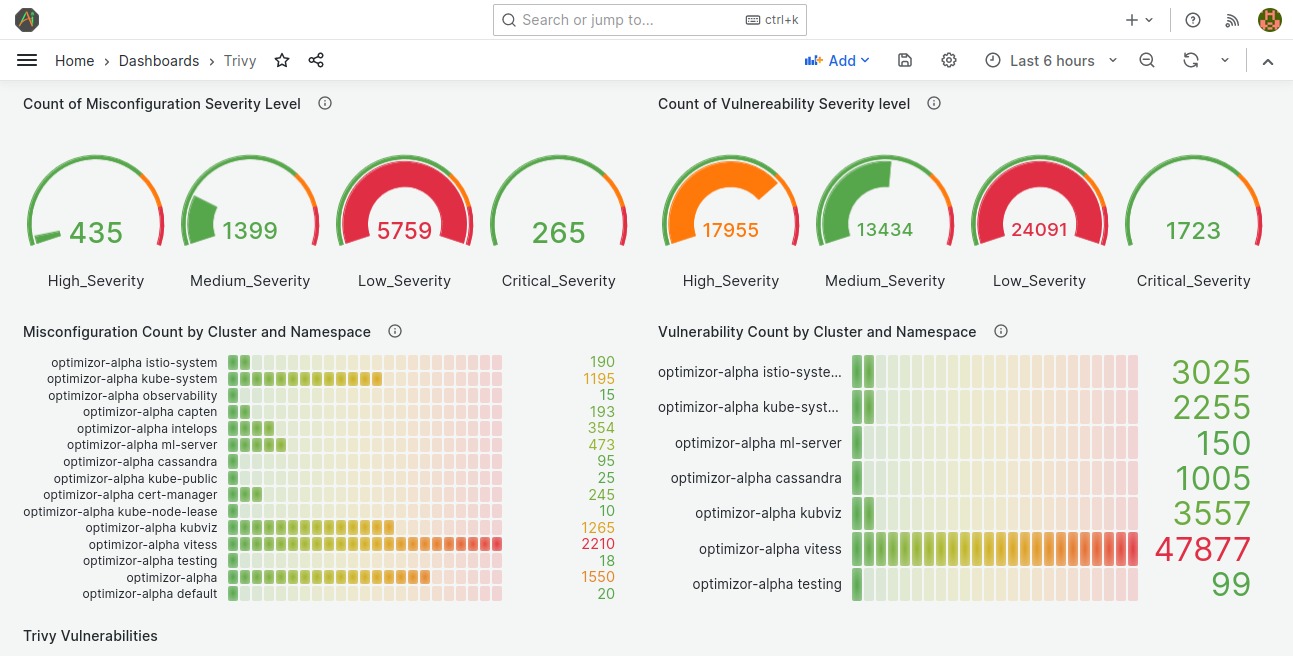 Search or jump to...
ctrl+k
Home › Dashboards › Trivy
Add
Last 6 hours
Count of Misconfiguration Severity Level
435
High_Severity
1399
Medium_Severity
5759
Low_Severity
265
Critical_Severity
Count of Vulnereability Severity level
17955
High_Severity
13434
Medium_Severity
24091
Low_Severity
1723
Critical_Severity
Misconfiguration Count by Cluster and Namespace
optimizor-alpha istio-system 190
optimizor-alpha kube-system 1195
optimizor-alpha observability 15
optimizor-alpha capten 193
optimizor-alpha intelops 354
optimizor-alpha ml-server 473
optimizor-alpha cassandra 95
optimizor-alpha kube-public 25
optimizor-alpha cert-manager 245
optimizor-alpha kube-node-lease 10
optimizor-alpha kubviz 1265
optimizor-alpha vitess 2210
optimizor-alpha testing 18
optimizor-alpha 1550
optimizor-alpha default 20
Vulnerability Count by Cluster and Namespace
optimizor-alpha istio-syste... 3025
optimizor-alpha kube-syst... 2255
optimizor-alpha ml-server 150
optimizor-alpha cassandra 1005
optimizor-alpha kubviz 3557
optimizor-alpha vitess 47877
optimizor-alpha testing 99
Trivy Vulnerabilities